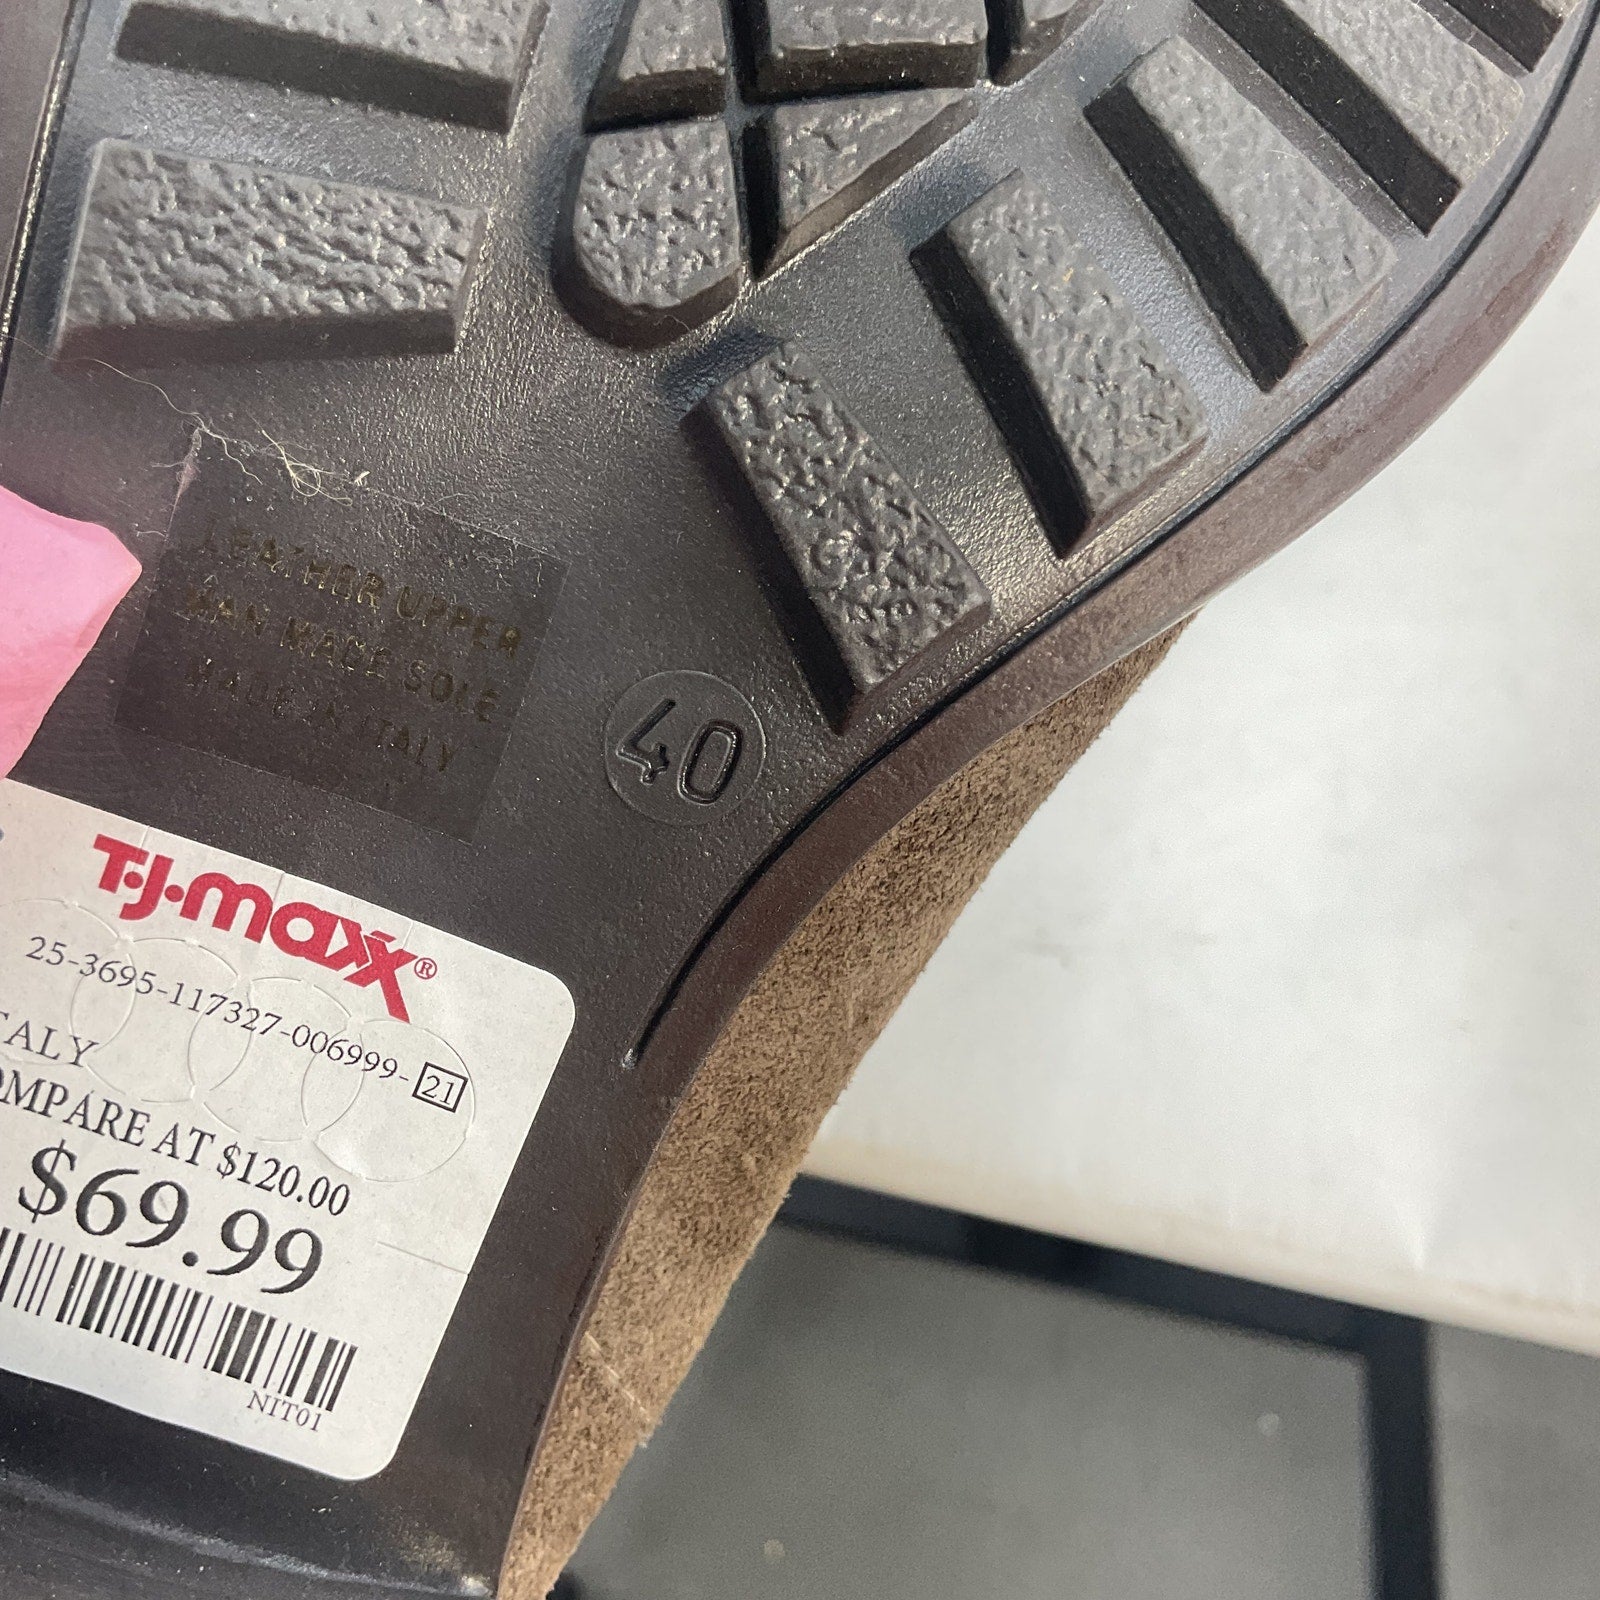 LEATHER UPPER
MAN MADE SOLE
MADE IN ITALY
40
T.J.maxx®
25-3695-117327-006999-21
TALY
OMPARE AT $120.00
$69.99
NIT01